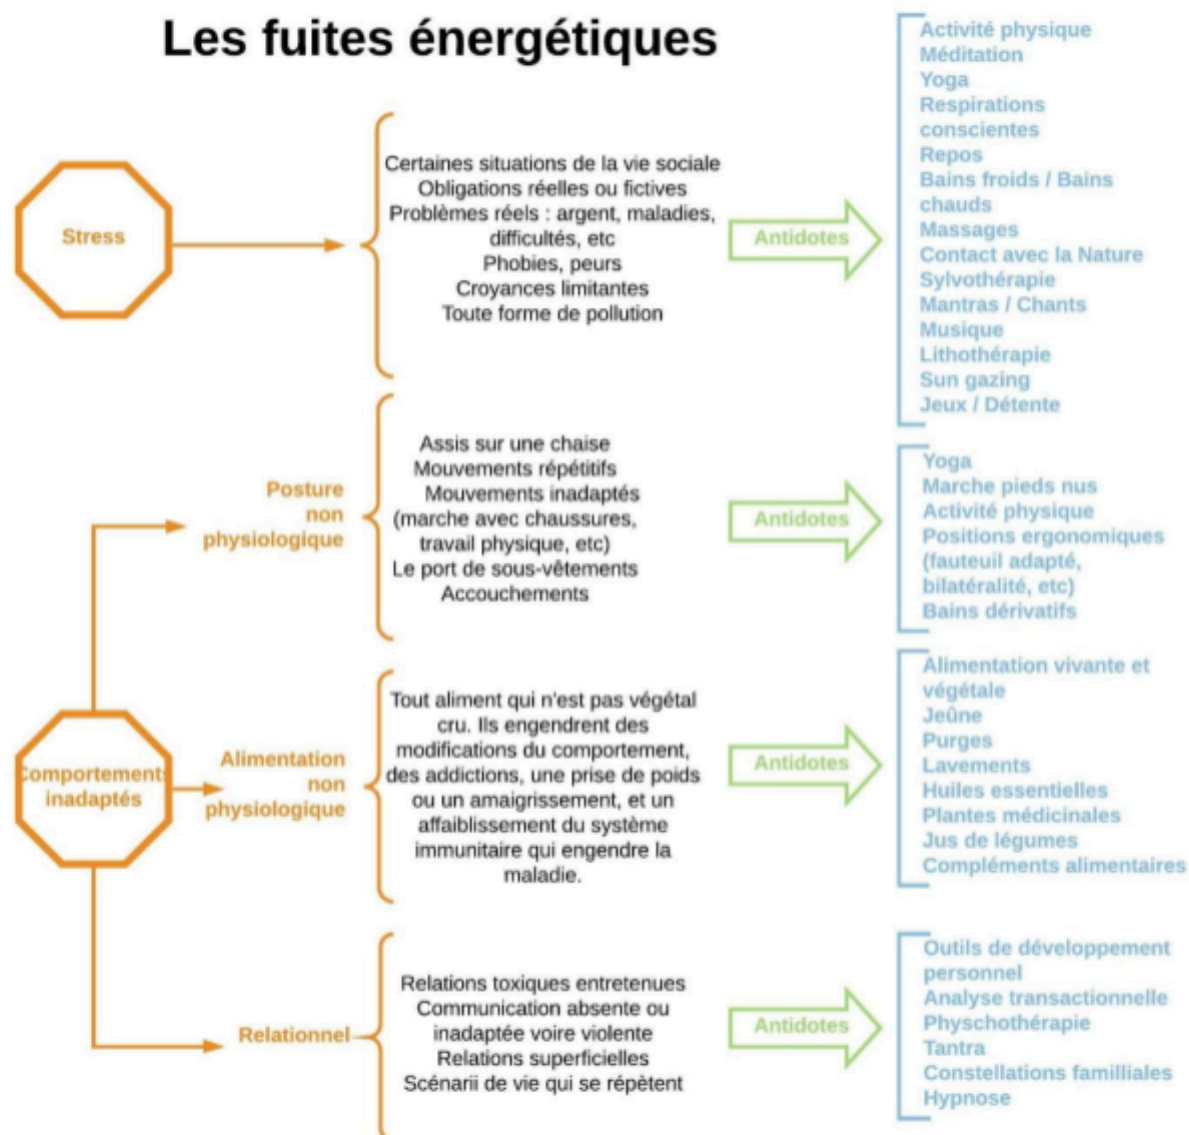 Les fuites énergétiques
Stress
Certaines situations de la vie sociale
Obligations réelles ou fictives
Problèmes réels : argent, maladies,
difficultés, etc
Phobies, peurs
Croyances limitantes
Toute forme de pollution
Antidotes
Activité physique
Méditation
Yoga
Respirations
conscientes
Repos
Bains froids / Bains
chauds
Massages
Contact avec la Nature
Sylvothérapie
Mantras / Chants
Musique
Lithothérapie
Sun gazing
Jeux / Détente
Comportements
inadaptés
Posture
non
physiologique
Assis sur une chaise
Mouvements répétitifs
Mouvements inadaptés
(marche avec chaussures,
travail physique, etc)
Le port de sous-vêtements
Accouchements
Antidotes
Yoga
Marche pieds nus
Activité physique
Positions ergonomiques
(fauteuil adapté,
bilatéralité, etc)
Bains dérivatifs
Alimentation
non
physiologique
Tout aliment qui n'est pas végétal
cru. Ils engendrent des
modifications du comportement,
des addictions, une prise de poids
ou un amaigrissement, et un
affaiblissement du système
immunitaire qui engendre la
maladie.
Antidotes
Alimentation vivante et
végétale
Jeûne
Purges
Lavements
Huiles essentielles
Plantes médicinales
Jus de légumes
Compléments alimentaires
Relationnel
Relations toxiques entretenues
Communication absente ou
inadaptée voire violente
Relations superficielles
Scénarii de vie qui se répètent
Antidotes
Outils de développement
personnel
Analyse transactionnelle
Physchothérapie
Tantra
Constellations familliales
Hypnose